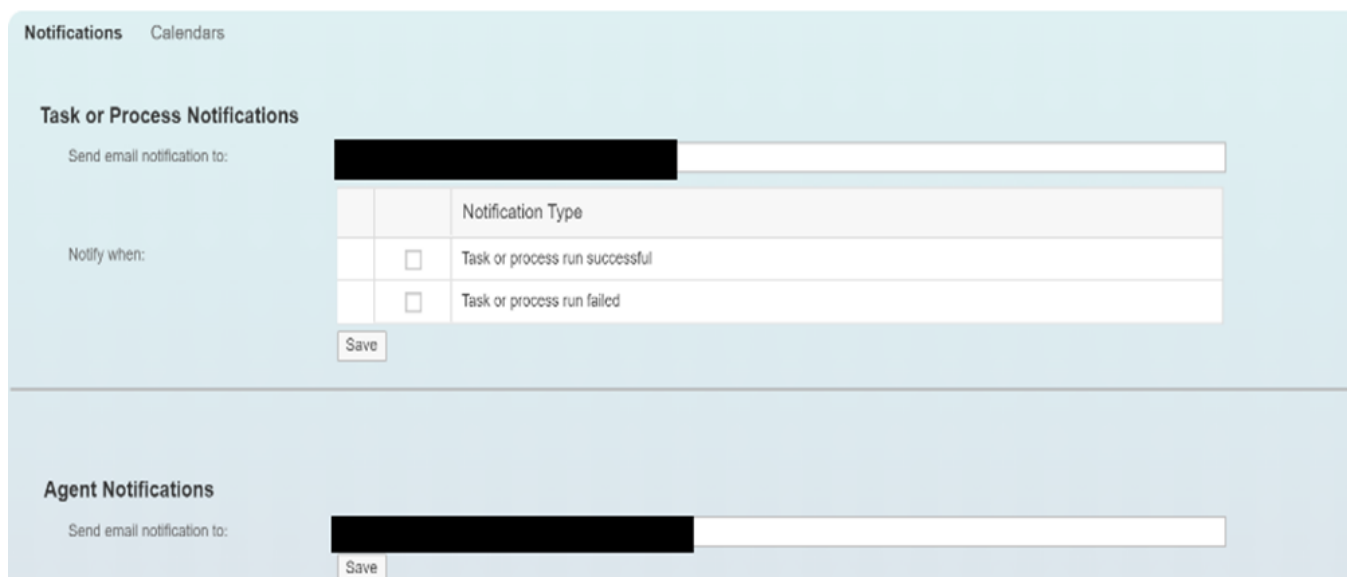 Notifications Calendars
Task or Process Notifications
Send email notification to:
Notification Type
Notify when:
Task or process run successful
Task or process run failed
Save
Agent Notifications
Send email notification to:
Save